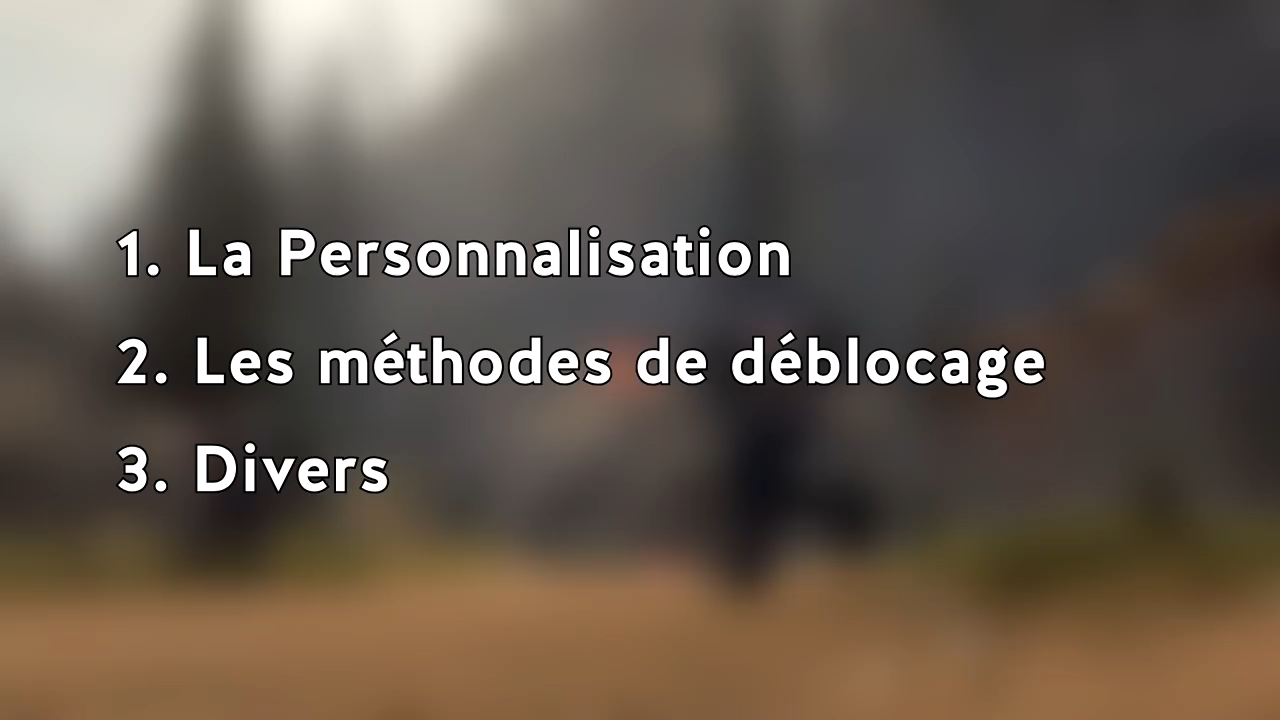 1. La Personnalisation
2. Les méthodes de déblocage
3. Divers